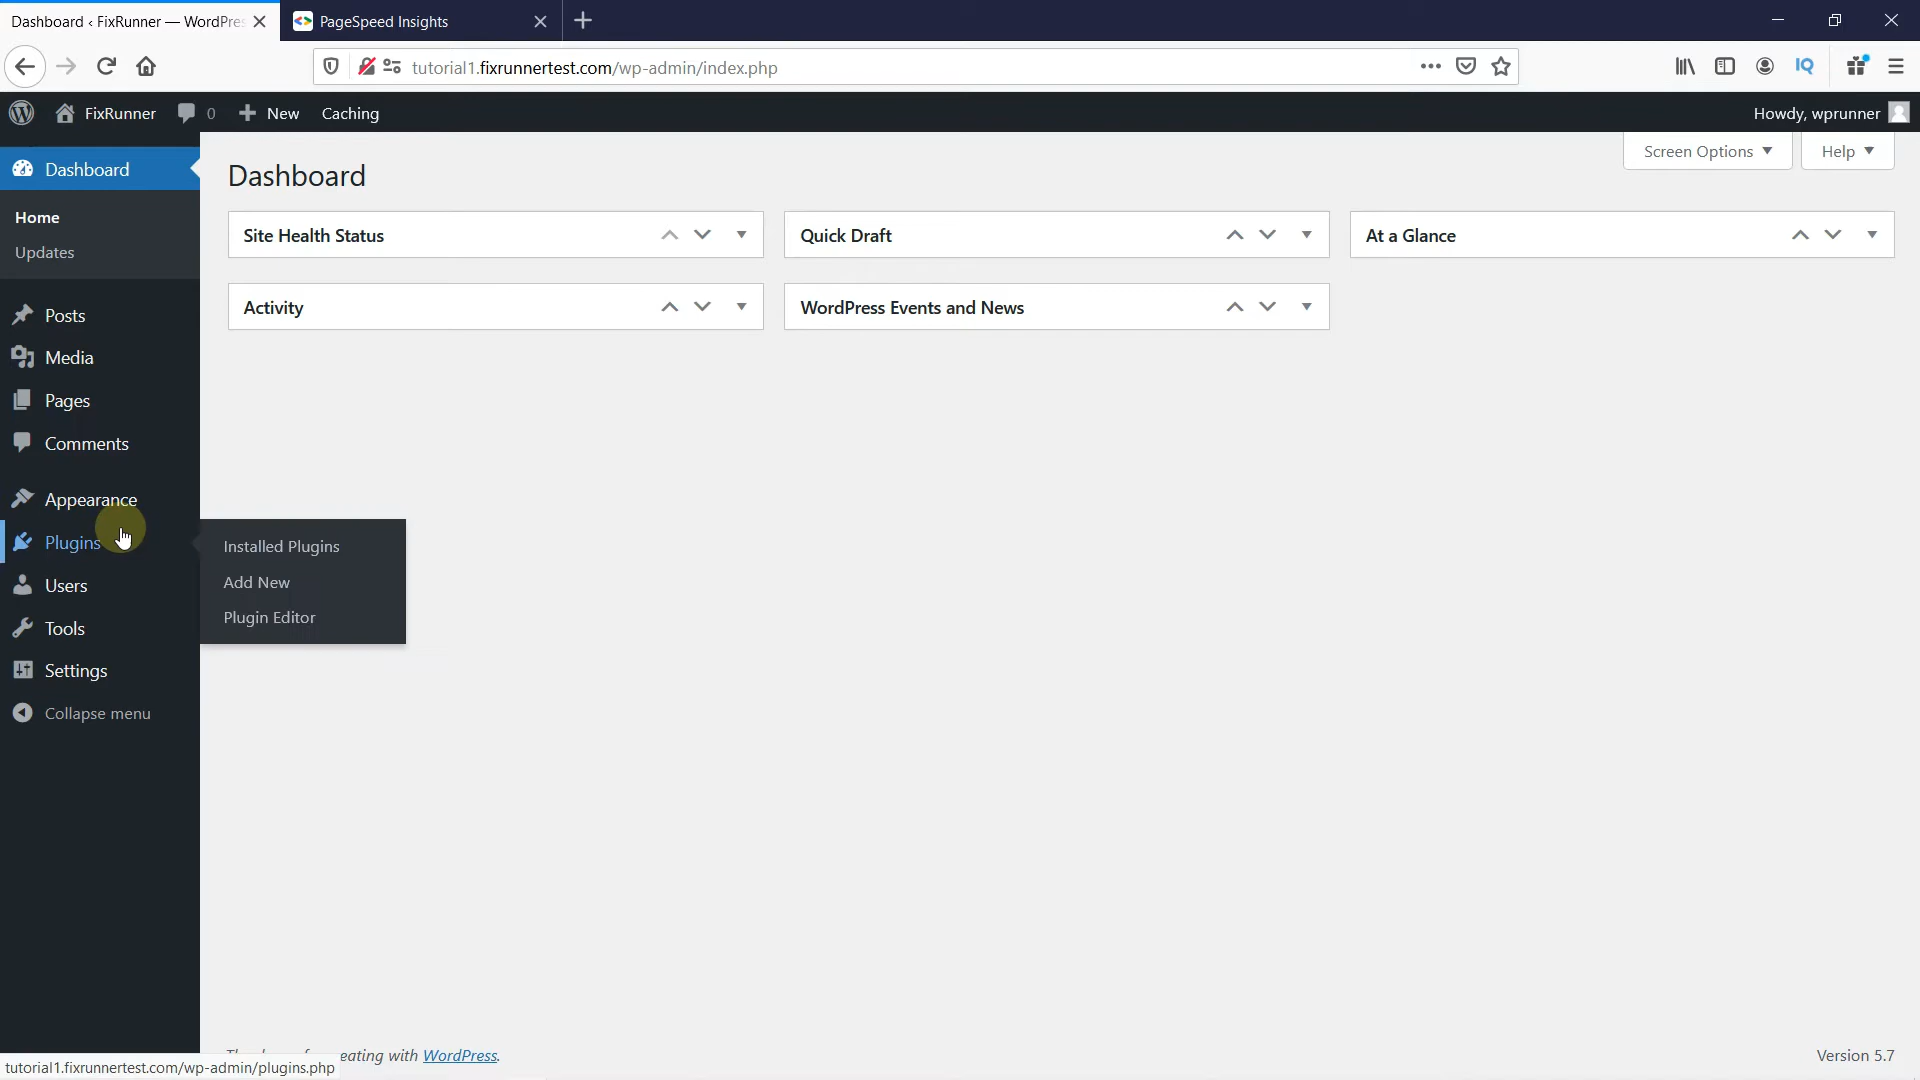 Dashboard ‹ FixRunner — WordPres
PageSpeed Insights
tutorial1.fixrunnertest.com/wp-admin/index.php
IQ
FixRunner 0 New Caching
Howdy, wprunner
Dashboard
Home
Updates
Posts
Media
Pages
Comments
Appearance
Plugins
Users
Tools
Settings
Collapse menu
Installed Plugins
Add New
Plugin Editor
Screen Options
Help
Dashboard
Site Health Status
Quick Draft
At a Glance
Activity
WordPress Events and News
eating with WordPress.
Version 5.7
tutorial1.fixrunnertest.com/wp-admin/plugins.php